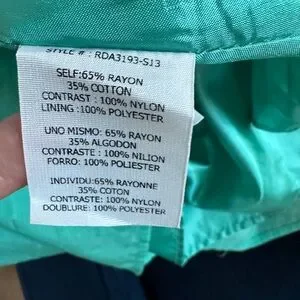 STYLE # : RDA3193-S13
SELF:65% RAYON
35% COTTON
CONTRAST : 100% NYLON
LINING :100% POLYESTER
UNO MISMO: 65% RAYON
35% ALGODON
CONTRASTE : 100% NILION
FORRO: 100% POLIESTER
INDIVIDU:65% RAYONNE
35% COTON
CONTRASTE: 100% NYLON
DOUBLURE: 100% POLYESTER